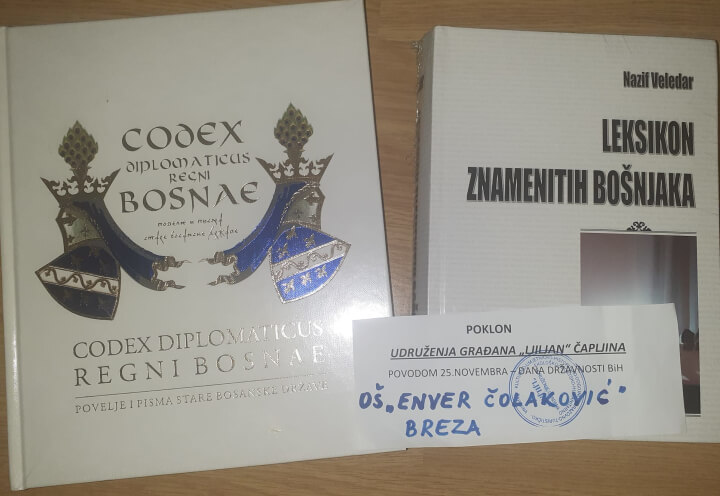 CODEX
DIPLOMATICUS
REGNI
BOSNAE
CODEX DIPLOMATICUS
REGNI BOSNAE
POVELJE I PISMA STARE BOSANSKE DRŽAVE
Nazif Veledar
LEKSIKON
ZNAMENITIH BOŠNJAKA
POKLON
UDRUŽENJA GRAĐANA „LJILJAN“ ČAPLJINA
POVODOM 25.NOVEMBRA – DANA DRŽAVNOSTI BiH
OŠ „ENVER ČOLAKOVIĆ"
BREZA